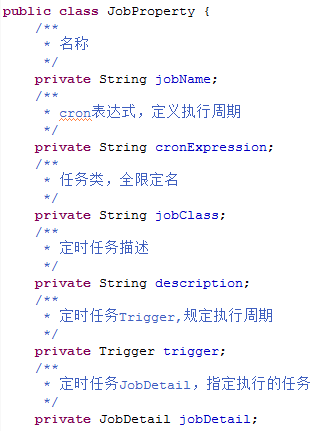 public class JobProperty {
/**
* 名称
*/
private String jobName;
/**
* cron表达式，定义执行周期
*/
private String cronExpression;
/**
* 任务类，全限定名
*/
private String jobClass;
/**
* 定时任务描述
*/
private String description;
/**
* 定时任务Trigger,规定执行周期
*/
private Trigger trigger;
/**
* 定时任务JobDetail，指定执行的任务
*/
private JobDetail jobDetail;